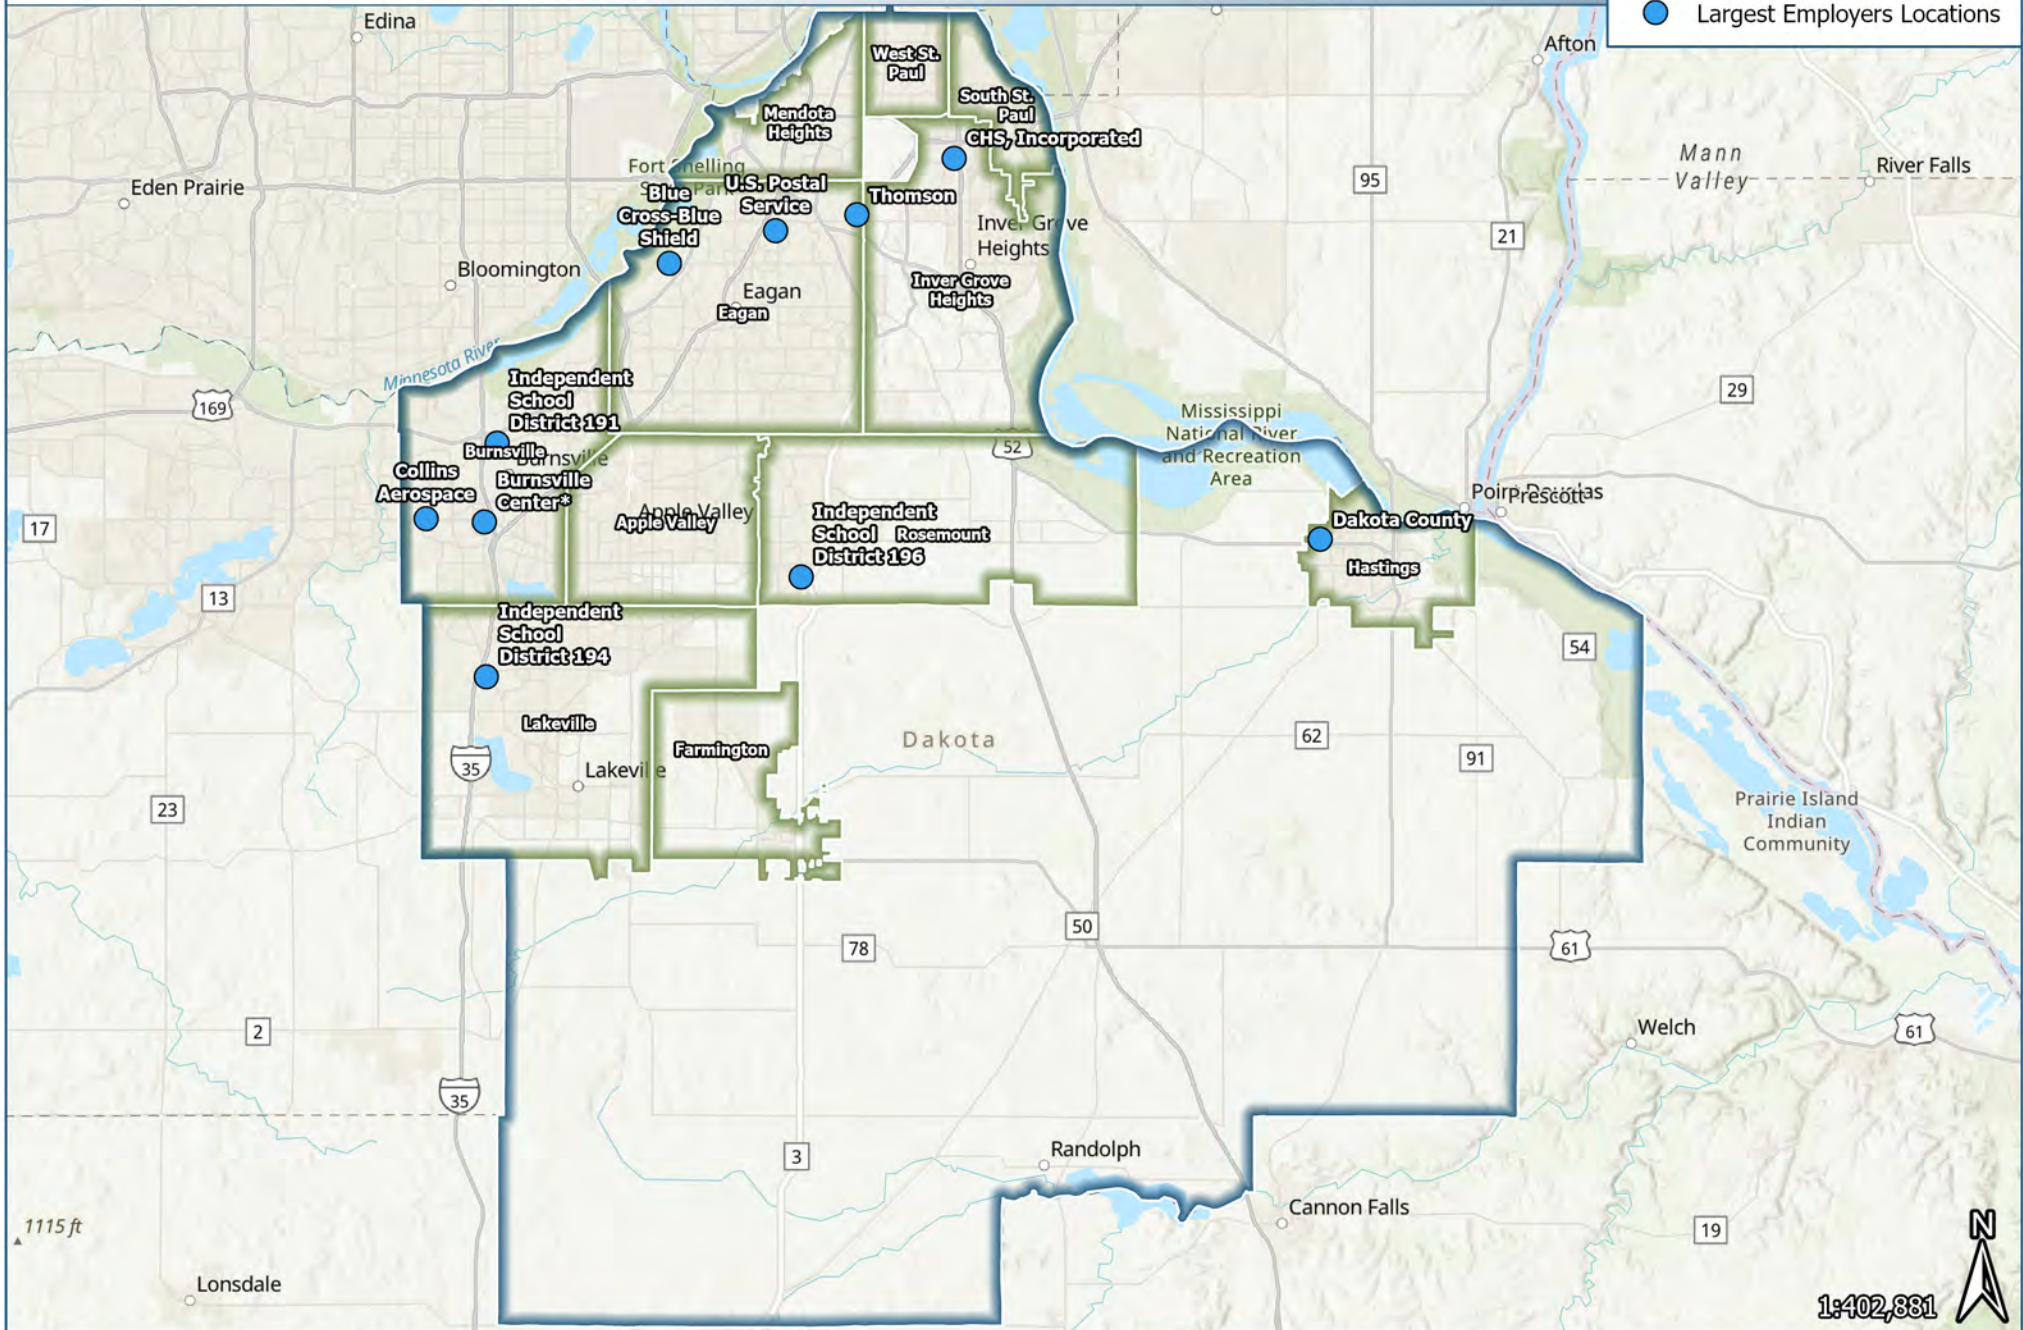 Largest Employers Locations
Edina
Afton
West St.
Paul
South St.
Paul
Mendota
Heights
CHS, Incorporated
Mann
Valley
River Falls
95
Fort Snelling
State Park
Eden Prairie
Blue
Cross-Blue
Shield
U.S. Postal
Service
Thomson
Inver Grove
Heights
21
Bloomington
Inver Grove
Heights
Eagan
Eagan
Minnesota River
Independent
School
District 191
169
29
Mississippi
National River
and Recreation
Area
52
Burnsville
Burnsville
Collins
Aerospace
Burnsville
Center*
Apple Valley
Apple Valley
Independent
School
District 196
Rosemount
Point Douglas
Prescott
Dakota County
Hastings
17
13
Independent
School
District 194
54
Lakeville
Farmington
Dakota
62
91
35
Lakeville
23
Prairie Island
Indian
Community
50
78
61
2
Welch
61
35
3
Randolph
Cannon Falls
19
1115 ft
Lonsdale
N
1:402,881